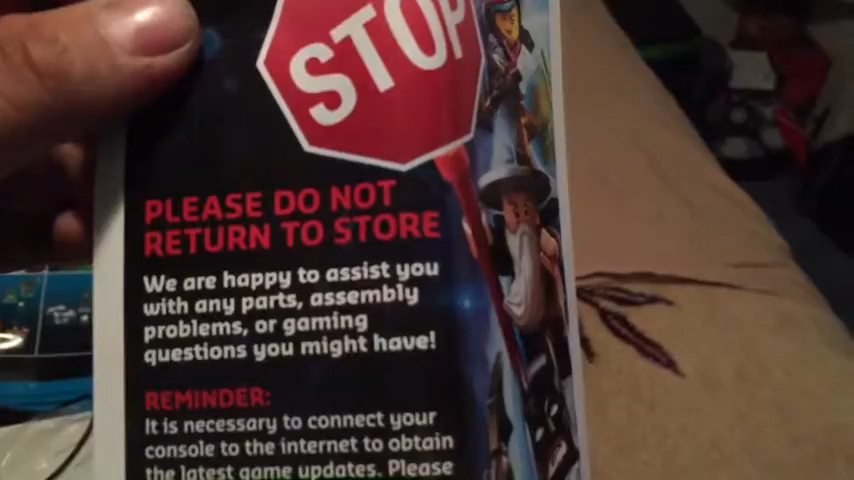 STOP
PLEASE DO NOT
RETURN TO STORE
We are happy to assist you
with any parts, assembly
problems, or gaming
questions you might have!
REMINDER:
It is necessary to connect your
console to the internet to obtain
the latest game updates. Please